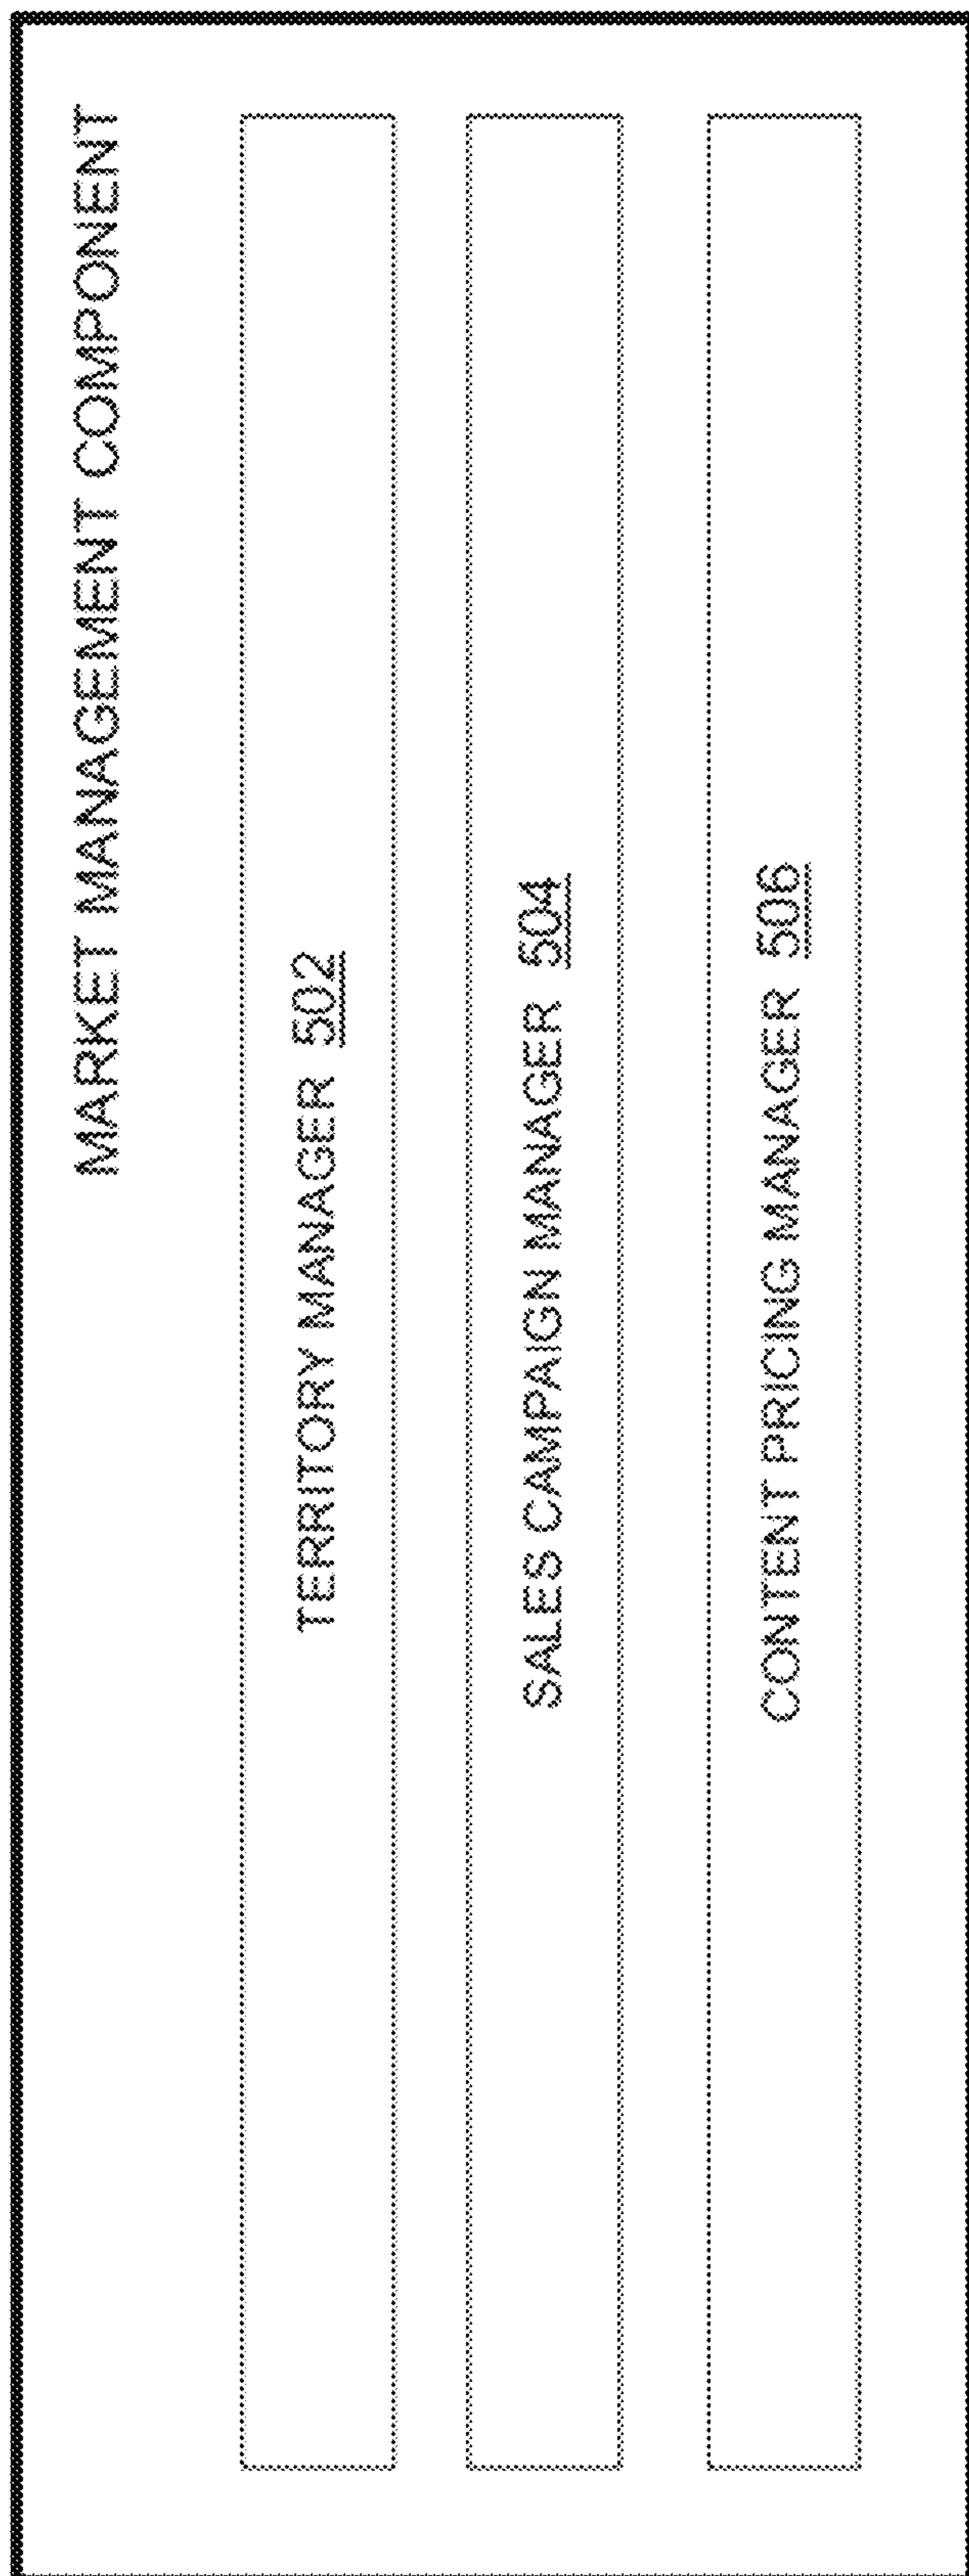 MARKET MANAGEMENT COMPONENT
TERRITORY MANAGER 502
SALES CAMPAIGN MANAGER 504
CONTENT PRICING MANAGER 506